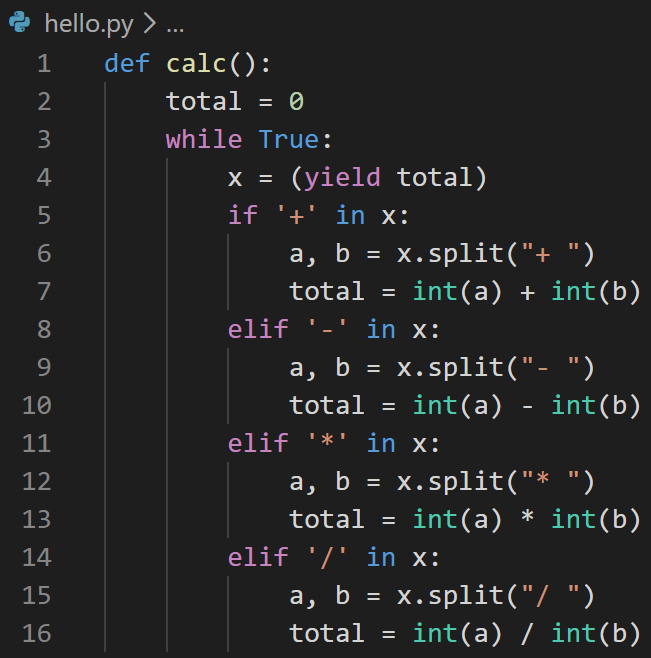 hello.py > ...
1 def calc():
2     total = 0
3     while True:
4         x = (yield total)
5         if '+' in x:
6             a, b = x.split("+ ")
7             total = int(a) + int(b)
8         elif '-' in x:
9             a, b = x.split("- ")
10             total = int(a) - int(b)
11         elif '*' in x:
12             a, b = x.split("* ")
13             total = int(a) * int(b)
14         elif '/' in x:
15             a, b = x.split("/ ")
16             total = int(a) / int(b)